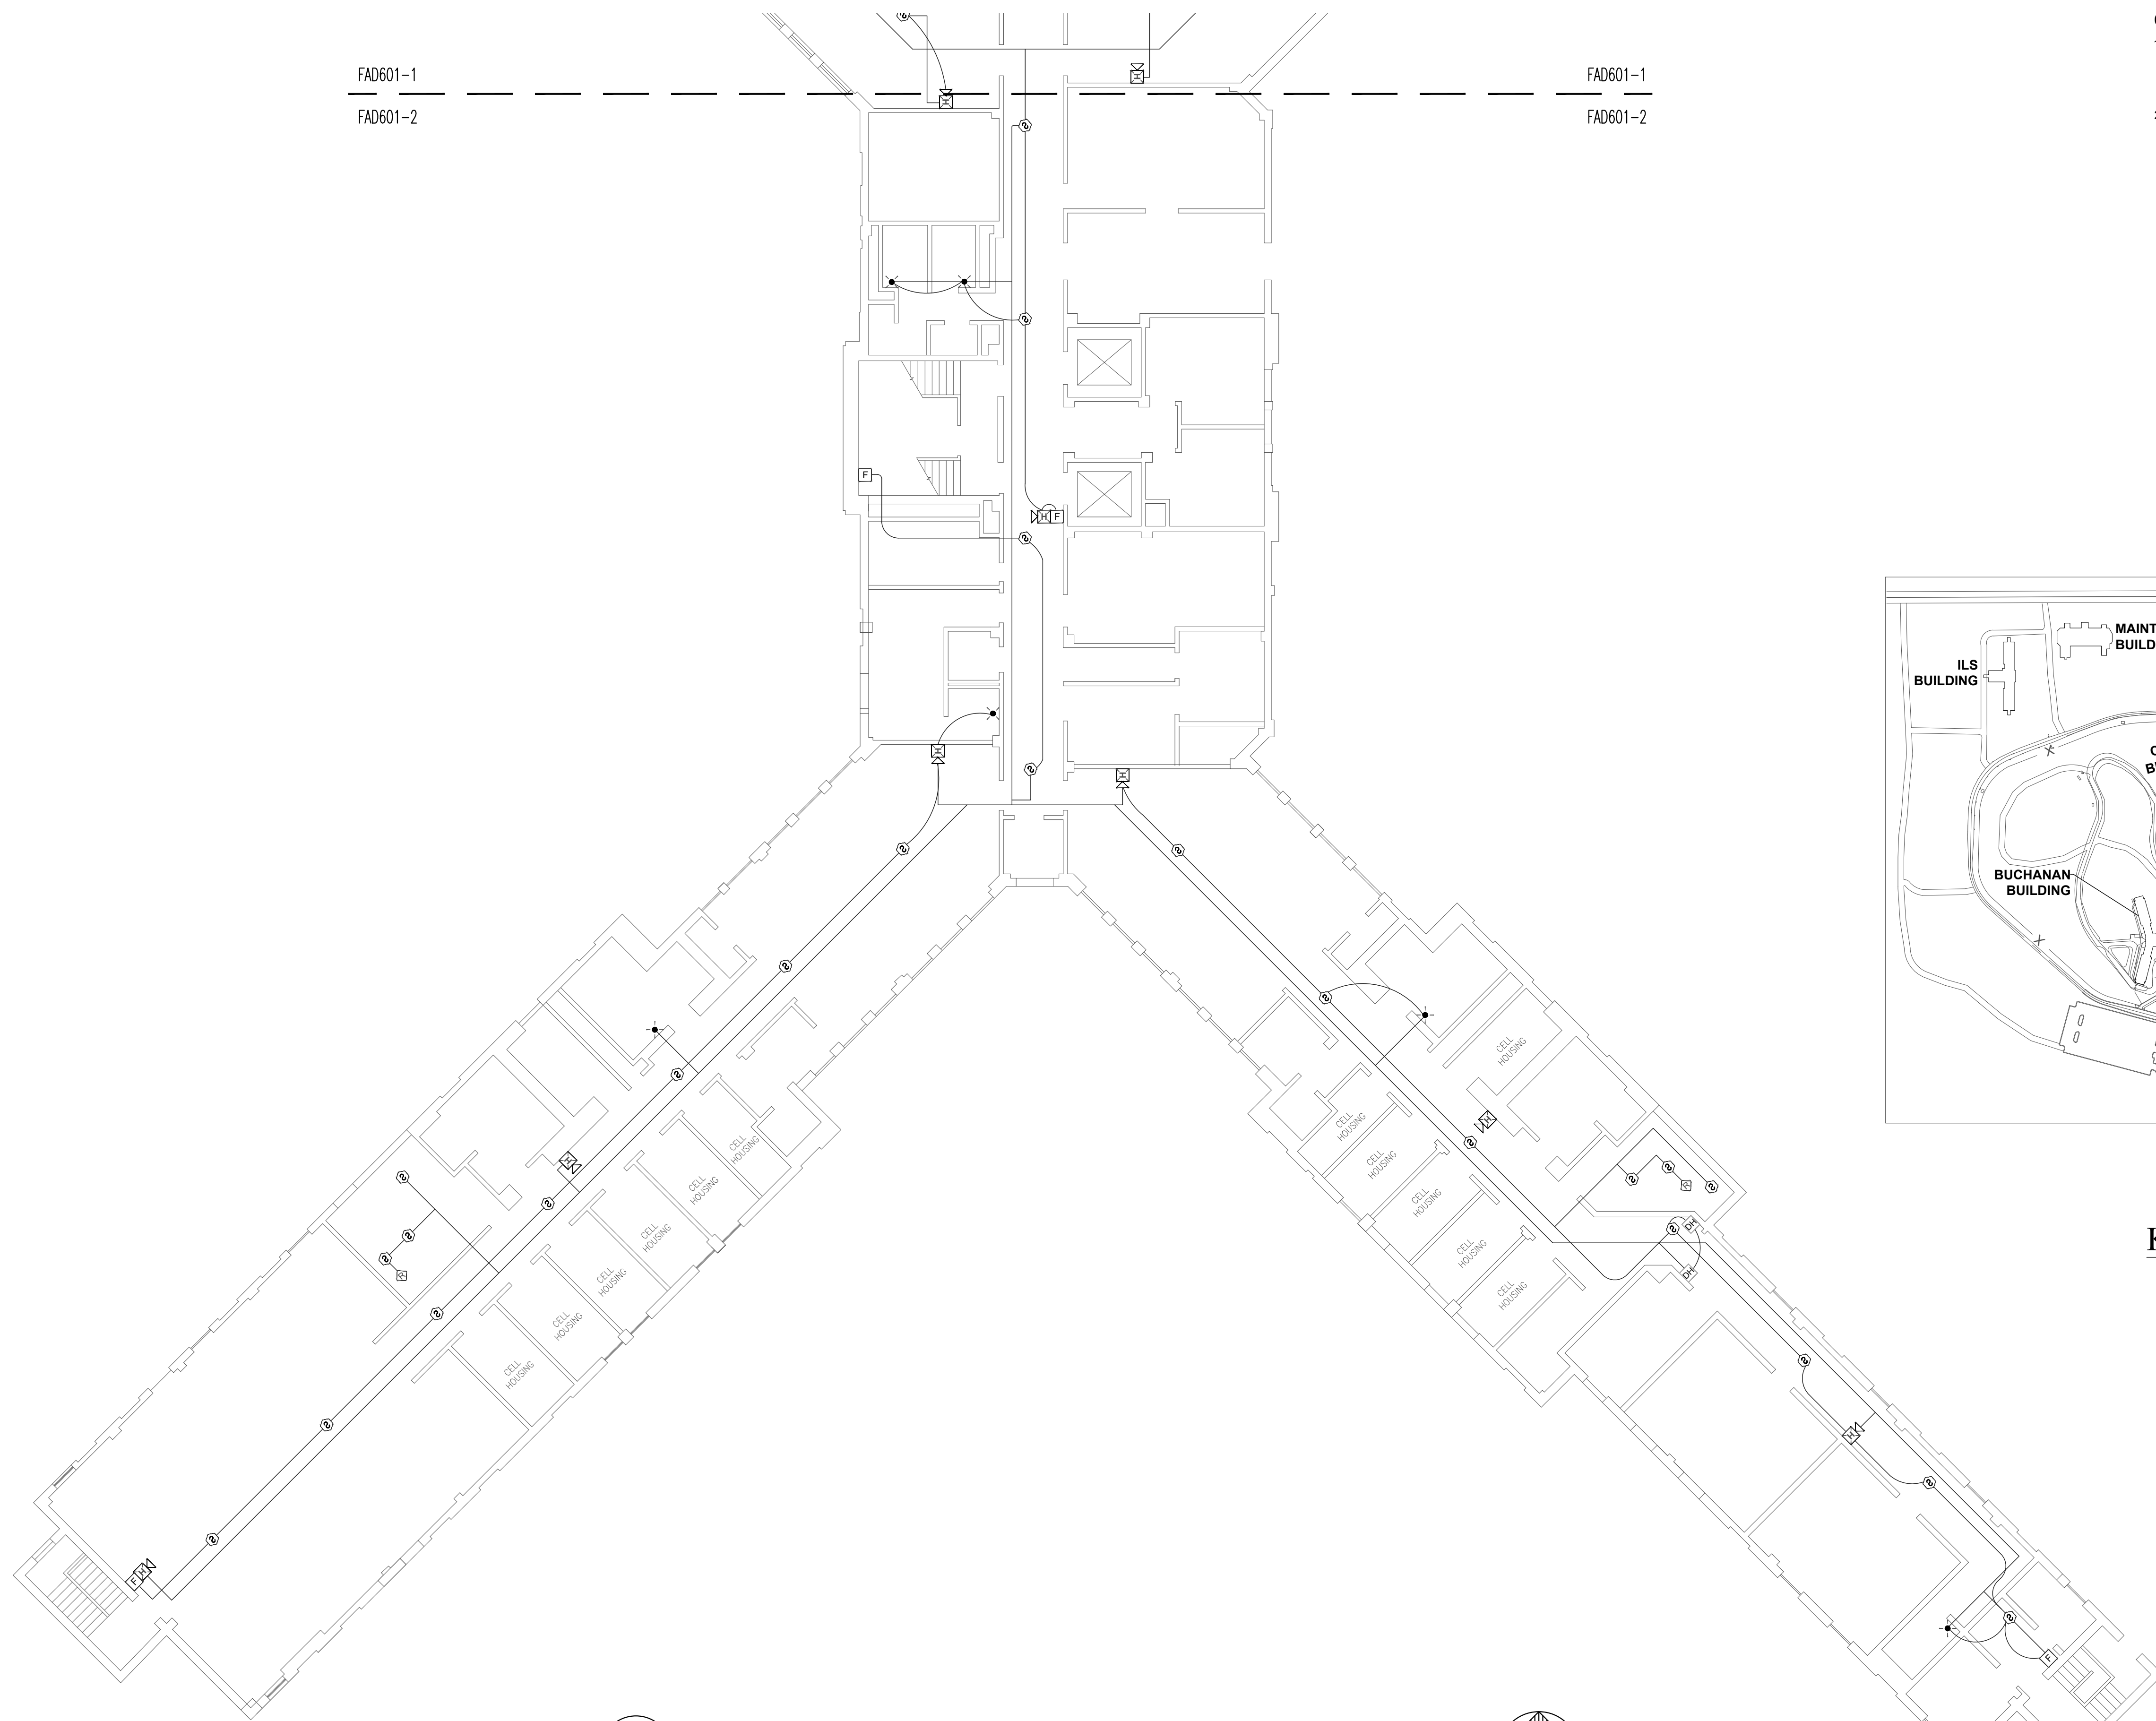 FAD601-1
FAD601-1
FAD601-2
FAD601-2
F
H
F
H
H
H
H
MAINT
BUILD
ILS
BUILDING
BUCHANAN
BUILDING
CELL
HOUSING
CELL
HOUSING
CELL
HOUSING
CELL
HOUSING
CELL
HOUSING
CELL
HOUSING
CELL
HOUSING
CELL
HOUSING
CELL
HOUSING
CELL
HOUSING
CELL
HOUSING
CELL
HOUSING
H
H
R
R
DH
DH
H
H
F
F
K